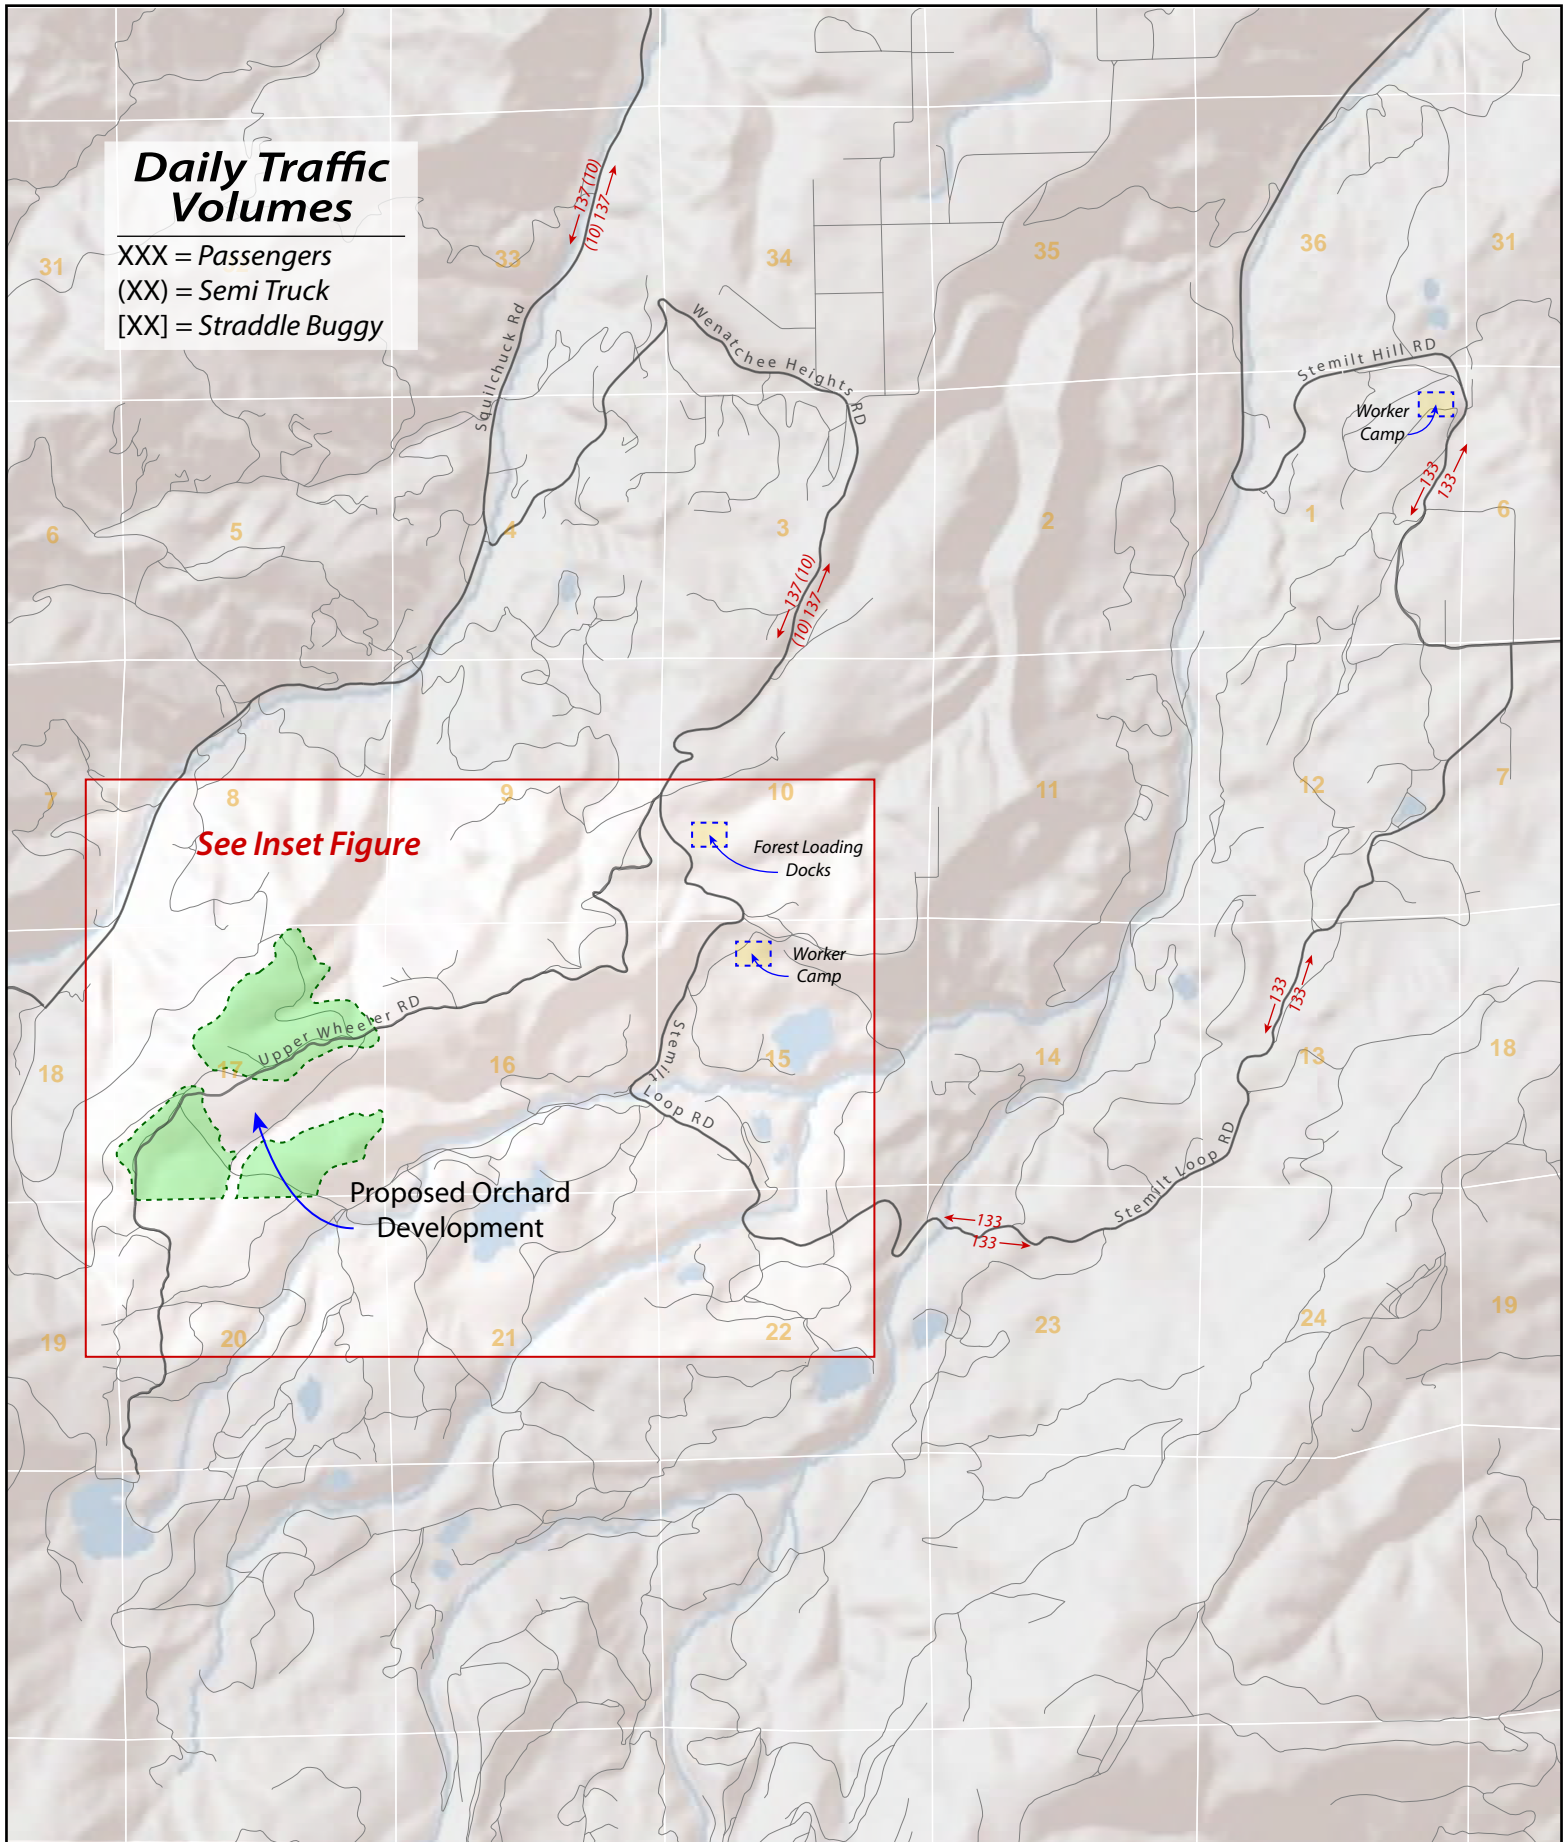 Daily Traffic
Volumes
XXX = Passengers
(XX) = Semi Truck
[XX] = Straddle Buggy
137 (10)
(10) 137
31
33
34
35
36
31
Squilchuck Rd
Wenatchee Heights RD
Stemilt Hill RD
Worker
Camp
133
133
6
5
4
3
2
1
6
137 (10)
(10) 137
7
8
9
10
11
12
7
See Inset Figure
Forest Loading
Docks
Worker
Camp
133
133
Upper Wheeler RD
Stemilt
Loop RD
18
17
16
15
14
13
18
Stemilt Loop RD
Proposed Orchard
Development
133
133
19
20
21
22
23
24
19